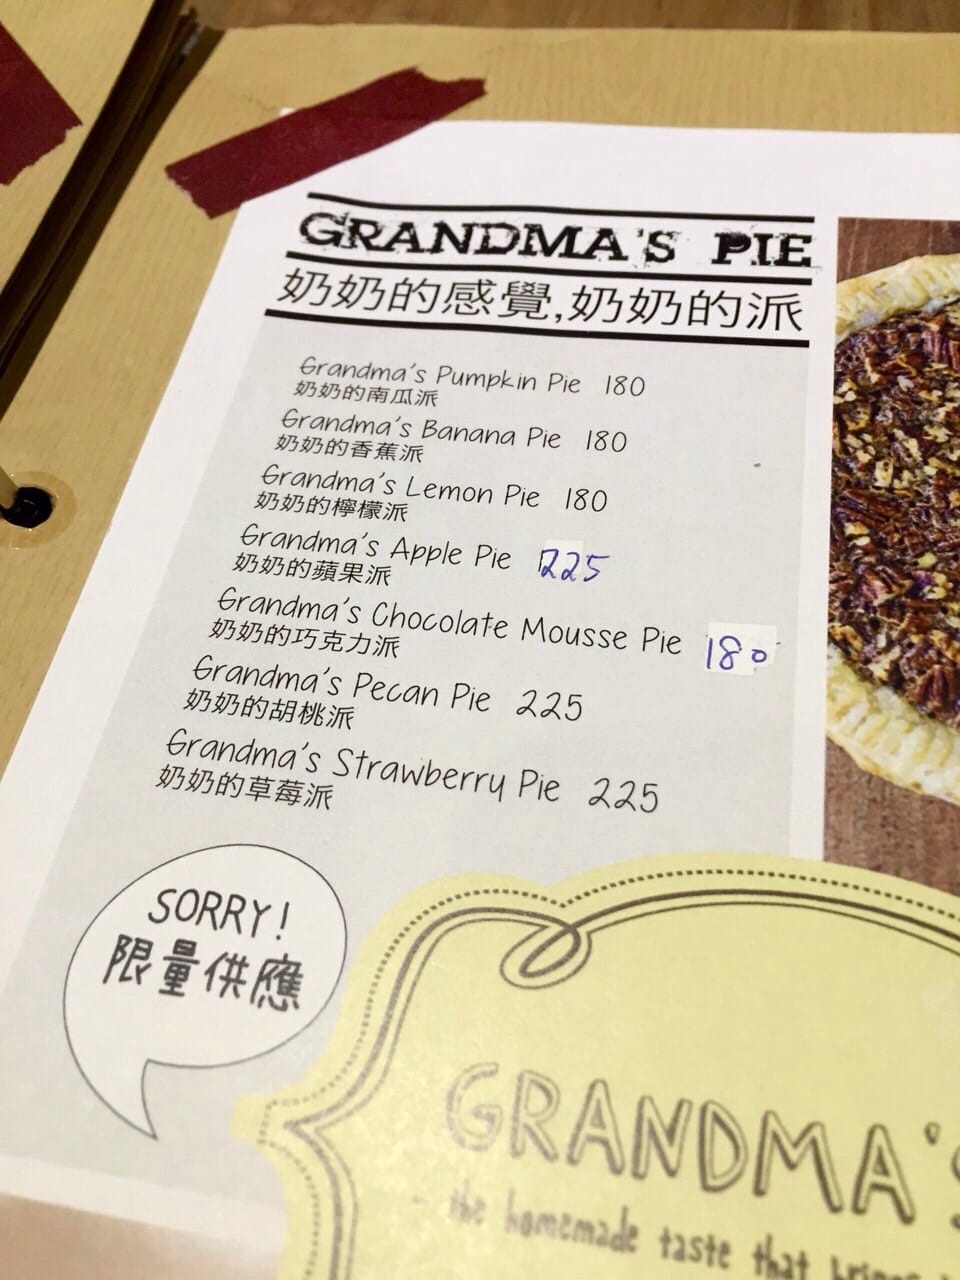 GRANDMA'S PIE
奶奶的感覺,奶奶的派
Grandma's Pumpkin Pie 180
奶奶的南瓜派
Grandma's Banana Pie 180
奶奶的香蕉派
Grandma's Lemon Pie 180
奶奶的檸檬派
Grandma's Apple Pie 225
奶奶的蘋果派
Grandma's Chocolate Mousse Pie 180
奶奶的巧克力派
Grandma's Pecan Pie 225
奶奶的胡桃派
Grandma's Strawberry Pie 225
奶奶的草莓派
SORRY!
限量供應
GRANDMA'S
- the homemade taste that brings